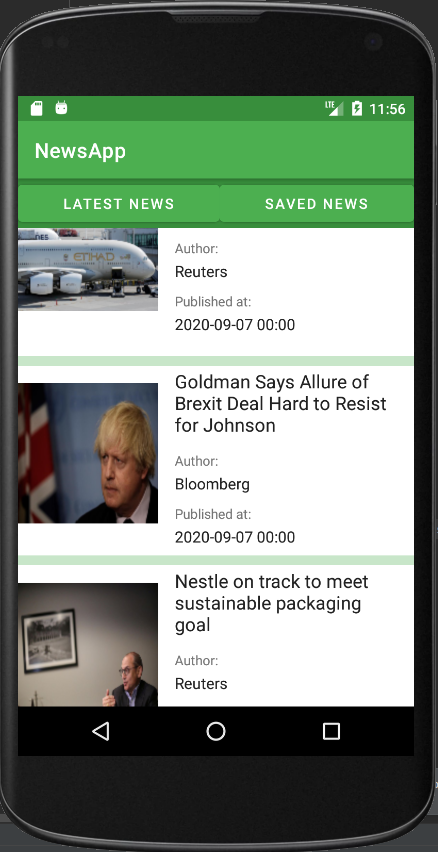 LTE
11:56
NewsApp
LATEST NEWS
SAVED NEWS
ETIHAD
Author:
Reuters
Published at:
2020-09-07 00:00
Goldman Says Allure of
Brexit Deal Hard to Resist
for Johnson
Author:
Bloomberg
Published at:
2020-09-07 00:00
Nestle on track to meet
sustainable packaging
goal
Author:
Reuters